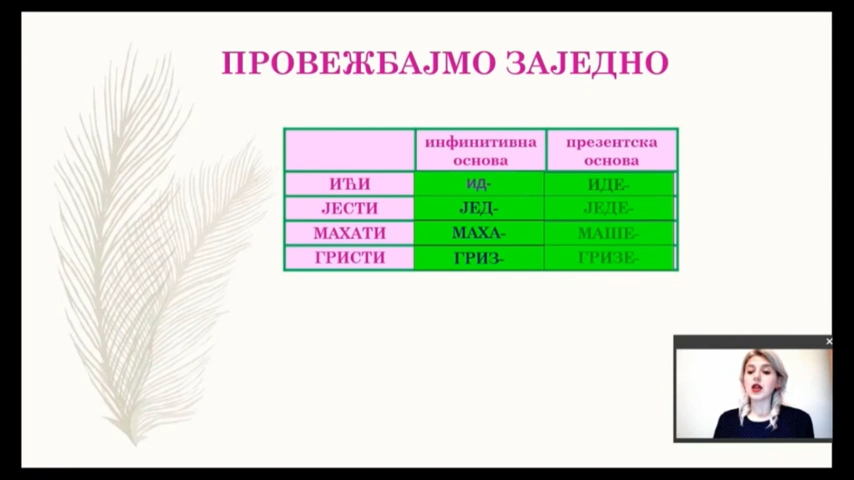 ПРОВЕЖБАЈМО ЗАЈЕДНО
инфинитивна основа
презентска основа
ИЋИ ИД- ИДЕ-
ЈЕСТИ ЈЕД- ЈЕДЕ-
МАХАТИ МАХА- МАШЕ-
ГРИСТИ ГРИЗ- ГРИЗЕ-